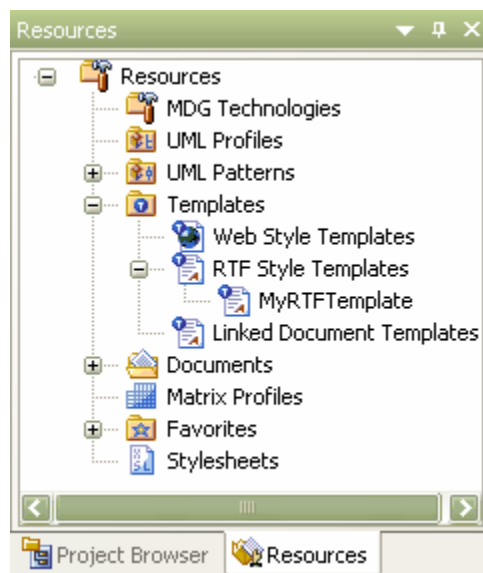 Resources
Resources
MDG Technologies
UML Profiles
UML Patterns
Templates
Web Style Templates
RTF Style Templates
MyRTFTemplate
Linked Document Templates
Documents
Matrix Profiles
Favorites
Stylesheets
Project Browser Resources